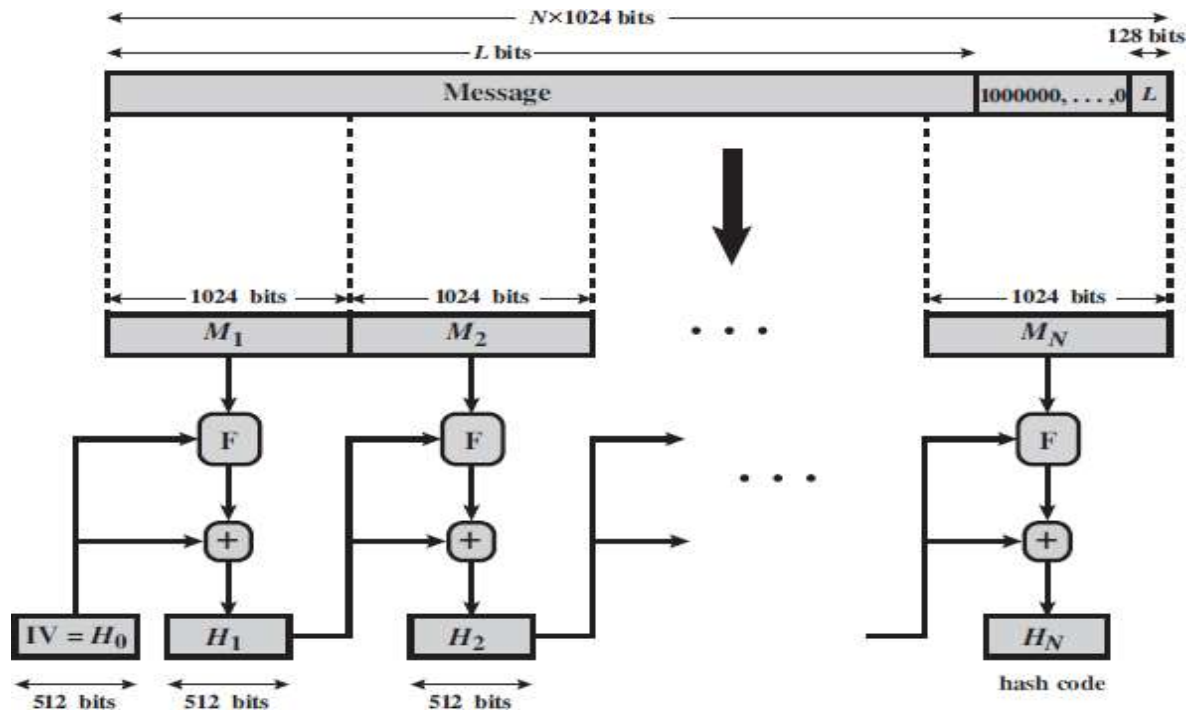 N×1024 bits
128 bits
L bits
Message
1000000, . . . ,0
L
1024 bits
1024 bits
1024 bits
M1
M2
• • •
MN
F
F
• • •
F
+
+
+
IV = H0
H1
H2
HN
hash code
512 bits
512 bits
512 bits